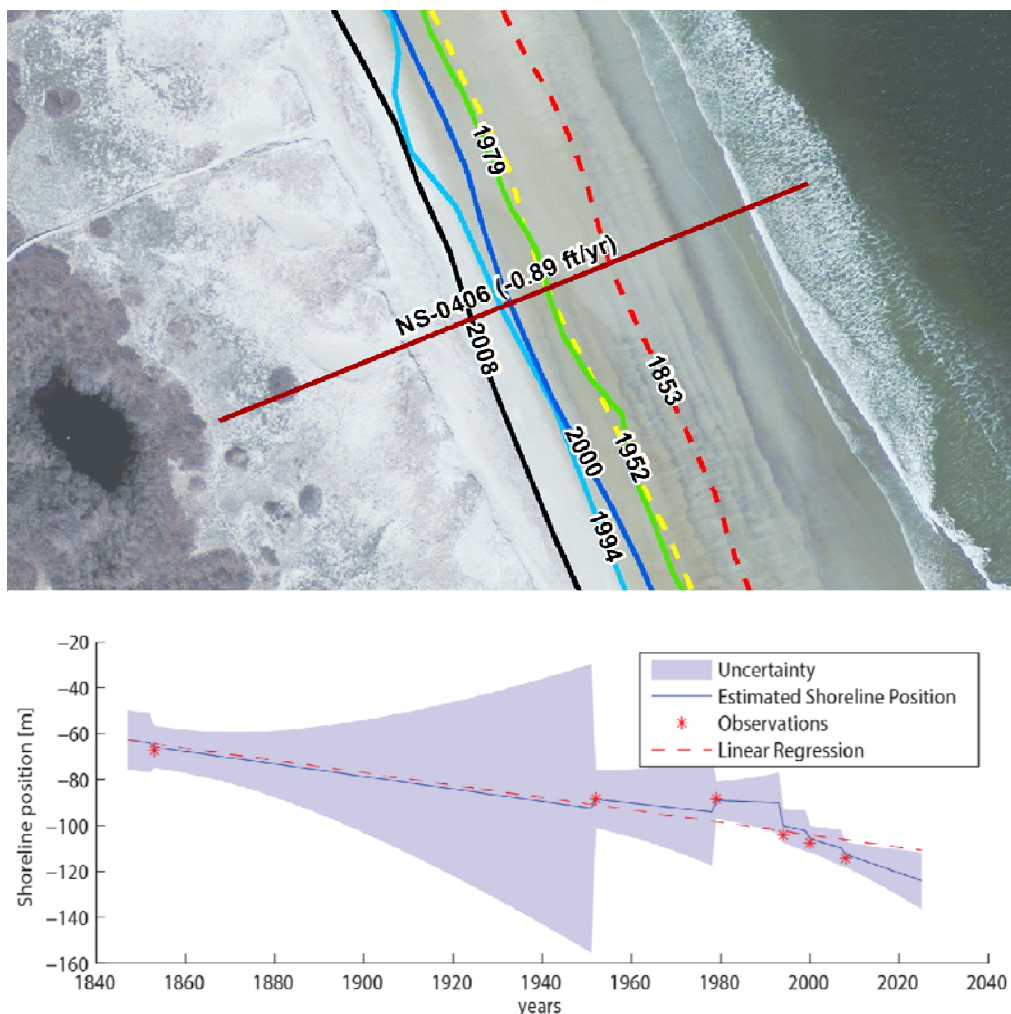 1979
NS-0406 (-0.89 ft/yr)
2008
1853
2000
1952
1994
Shoreline position [m]
−20
−40
−60
−80
−100
−120
−140
−160
Uncertainty
Estimated Shoreline Position
Observations
Linear Regression
1840 1860 1880 1900 1920 1940 1960 1980 2000 2020 2040
years